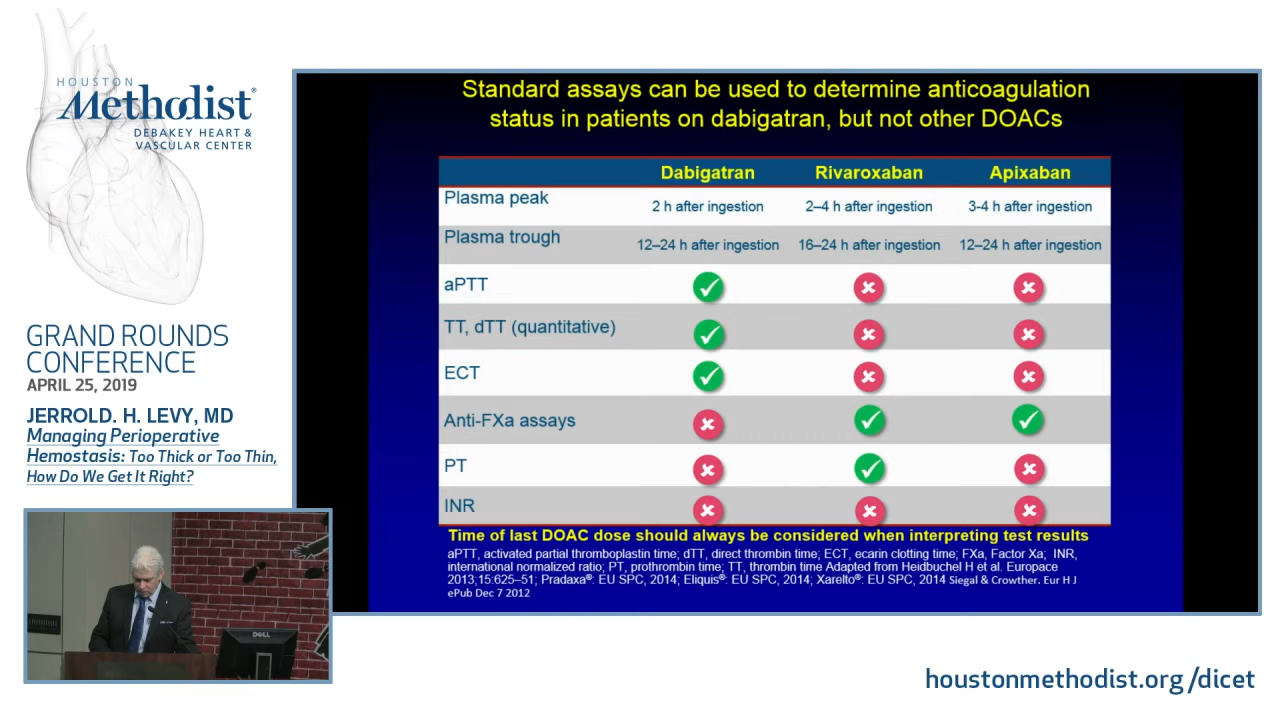 HOUSTON
Methodist®
DEBAKEY HEART &
VASCULAR CENTER
GRAND ROUNDS
CONFERENCE
APRIL 25, 2019
JERROLD. H. LEVY, MD
Managing Perioperative
Hemostasis: Too Thick or Too Thin,
How Do We Get It Right?
Standard assays can be used to determine anticoagulation
status in patients on dabigatran, but not other DOACs
Dabigatran Rivaroxaban Apixaban
Plasma peak 2 h after ingestion 2–4 h after ingestion 3-4 h after ingestion
Plasma trough 12–24 h after ingestion 16–24 h after ingestion 12–24 h after ingestion
aPTT
TT, dTT (quantitative)
ECT
Anti-FXa assays
PT
INR
Time of last DOAC dose should always be considered when interpreting test results
aPTT, activated partial thromboplastin time; dTT, direct thrombin time; ECT, ecarin clotting time; FXa, Factor Xa; INR,
international normalized ratio; PT, prothrombin time; TT, thrombin time Adapted from Heidbuchel H et al. Europace
2013;15:625–51; Pradaxa®: EU SPC, 2014; Eliquis®: EU SPC, 2014; Xarelto®: EU SPC, 2014 Siegal & Crowther. Eur H J
ePub Dec 7 2012
DELL
houstonmethodist.org/dicet